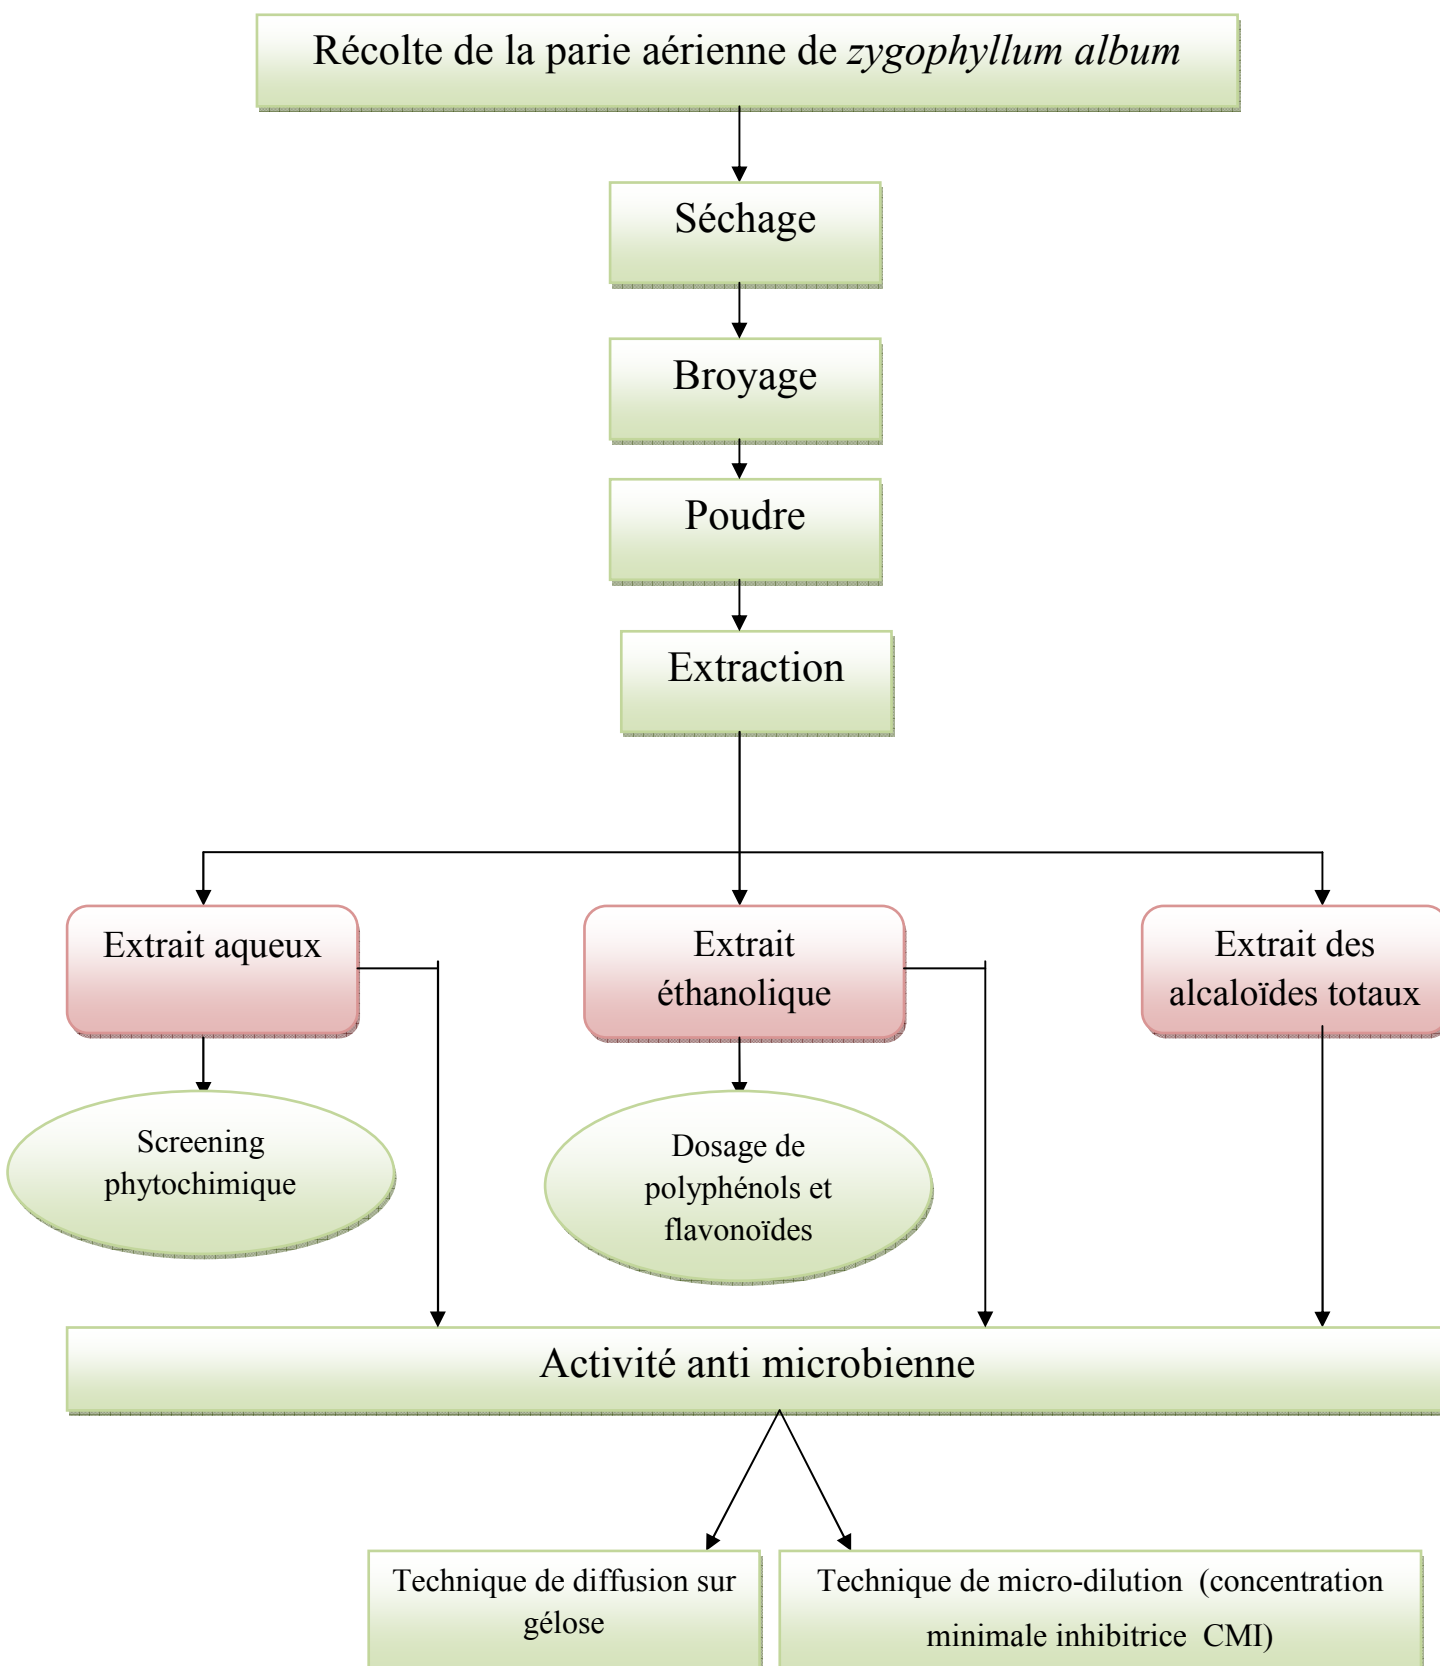 Récolte de la parie aérienne de zygophyllum album
Séchage
Broyage
Poudre
Extraction
Extrait aqueux
Extrait
éthanolique
Extrait des
alcaloïdes totaux
Screening
phytochimique
Dosage de
polyphénols et
flavonoïdes
Activité anti microbienne
Technique de diffusion sur
gélose
Technique de micro-dilution (concentration
minimale inhibitrice CMI)